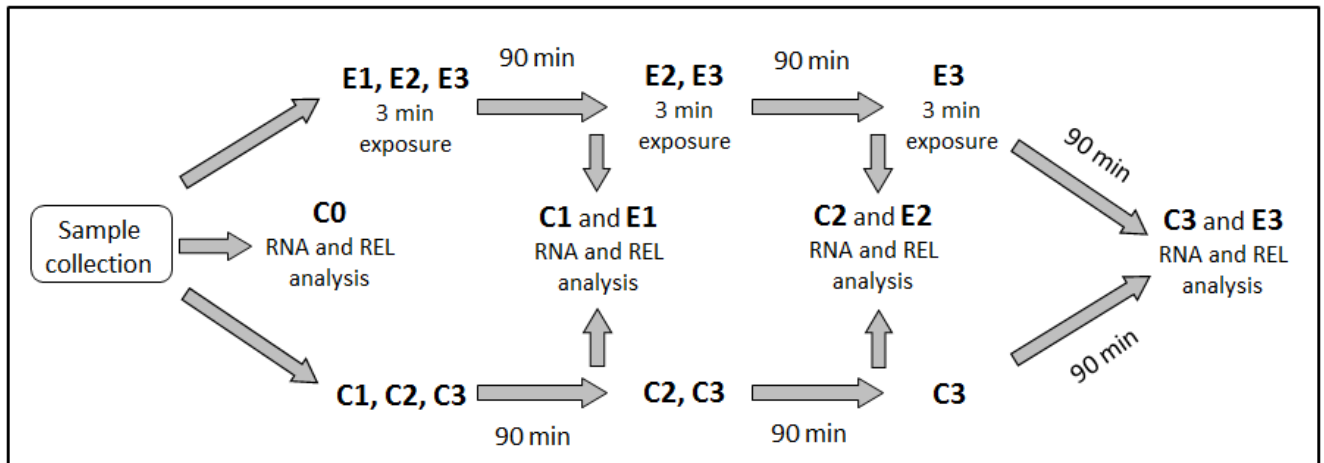 90 min
90 min
E1, E2, E3
3 min
exposure
E2, E3
3 min
exposure
E3
3 min
exposure
90 min
Sample
collection
C0
RNA and REL
analysis
C1 and E1
RNA and REL
analysis
C2 and E2
RNA and REL
analysis
C3 and E3
RNA and REL
analysis
90 min
C1, C2, C3
C2, C3
C3
90 min
90 min